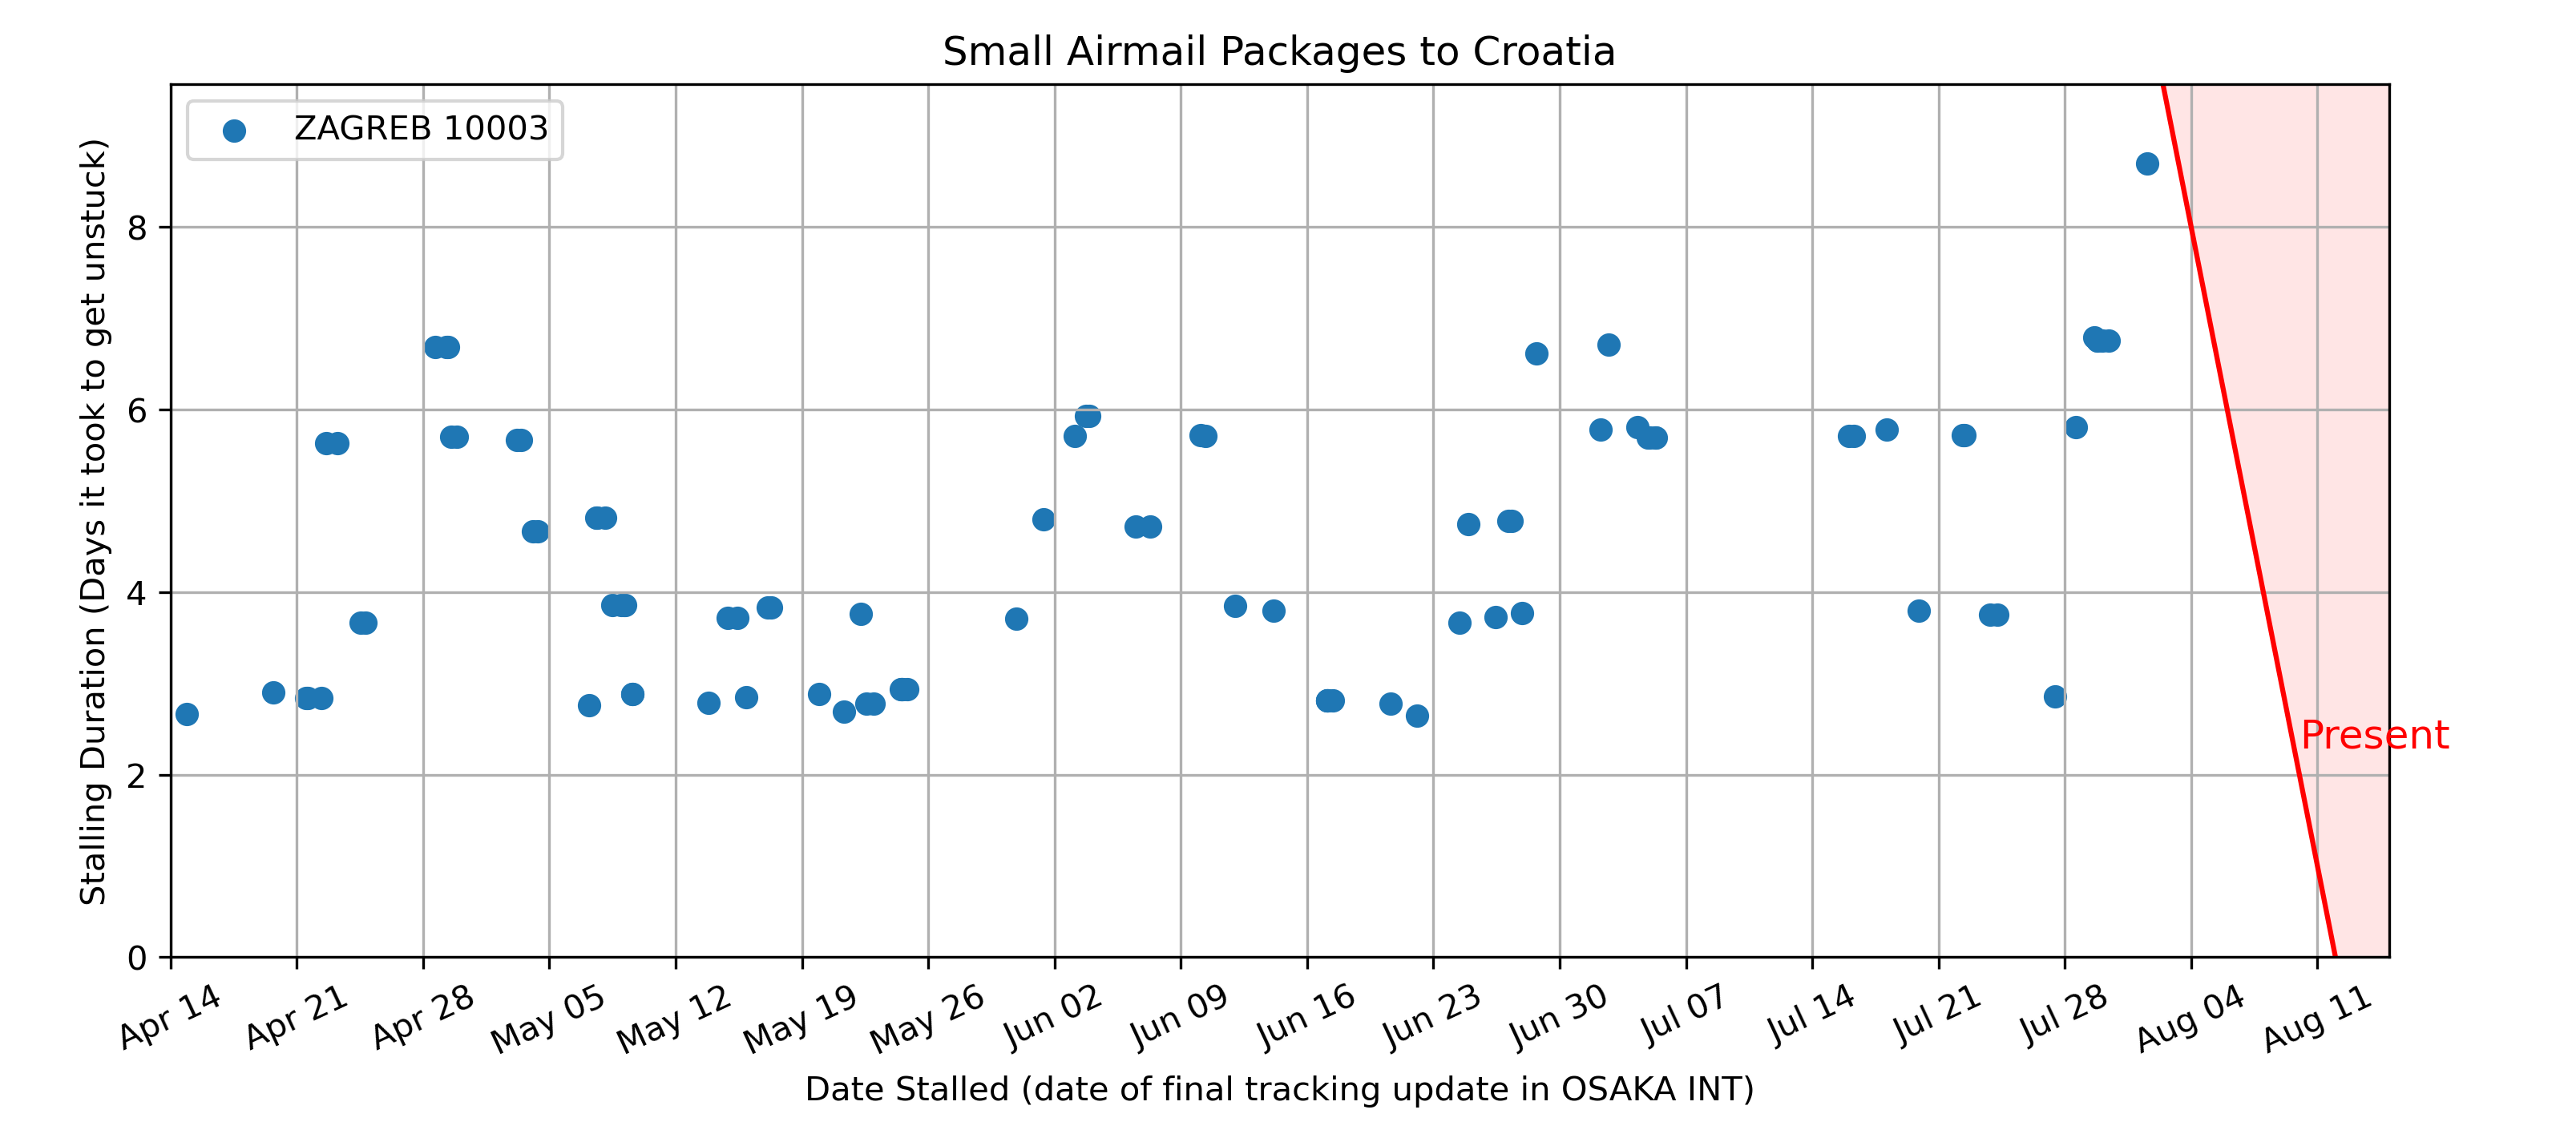 Small Airmail Packages to Croatia
ZAGREB 10003
Stalling Duration (Days it took to get unstuck)
8
6
4
2
0
Present
Apr 14 Apr 21 Apr 28 May 05 May 12 May 19 May 26 Jun 02 Jun 09 Jun 16 Jun 23 Jun 30 Jul 07 Jul 14 Jul 21 Jul 28 Aug 04 Aug 11
Date Stalled (date of final tracking update in OSAKA INT)